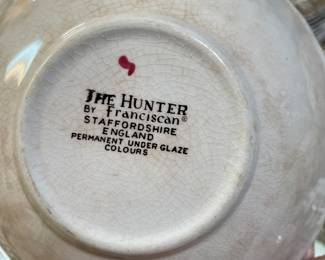 THE HUNTER
BY franciscan®
STAFFORDSHIRE
ENGLAND
PERMANENT UNDER GLAZE
COLOURS